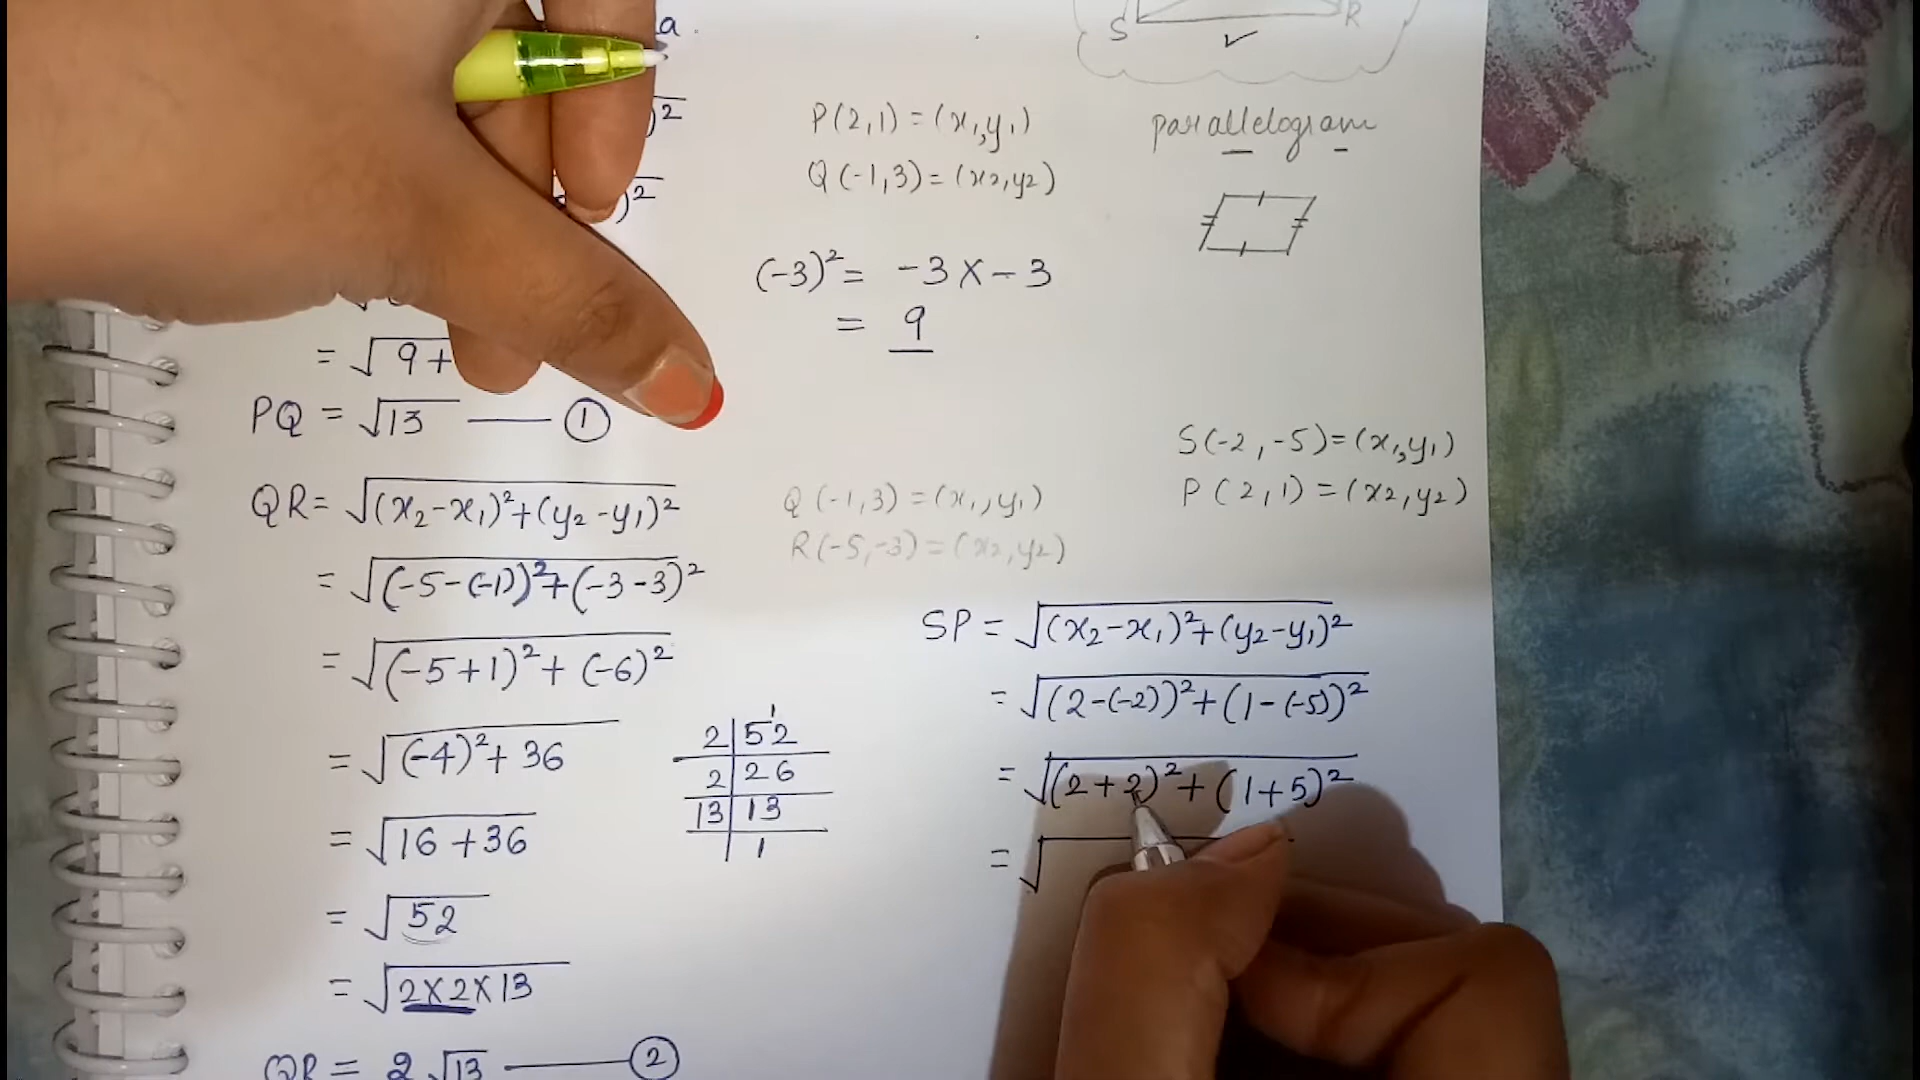 a.
S R
)²
)²
P(2,1) = (x₁,y₁)
Q(-1,3) = (x₂,y₂)
parallelogram
(-3)² = -3 X -3
= 9
= √9+
PQ = √13 —— ①
S(-2,-5)=(x₁,y₁)
P(2,1)=(x₂,y₂)
QR= √(x₂-x₁)²+(y₂-y₁)²
Q(-1,3)=(x₁,y₁)
R(-5,-3)=(x₂,y₂)
= √(-5-(-1))²+(-3-3)²
= √(-5+1)²+(-6)²
= √(-4)²+36
= √16+36
= √52
= √2X2X13
QR = 2√13 —— ②
2|52
2|26
13|13
|1
SP = √(x₂-x₁)²+(y₂-y₁)²
= √(2-(-2))²+(1-(-5))²
= √(2+2)²+(1+5)²
= √